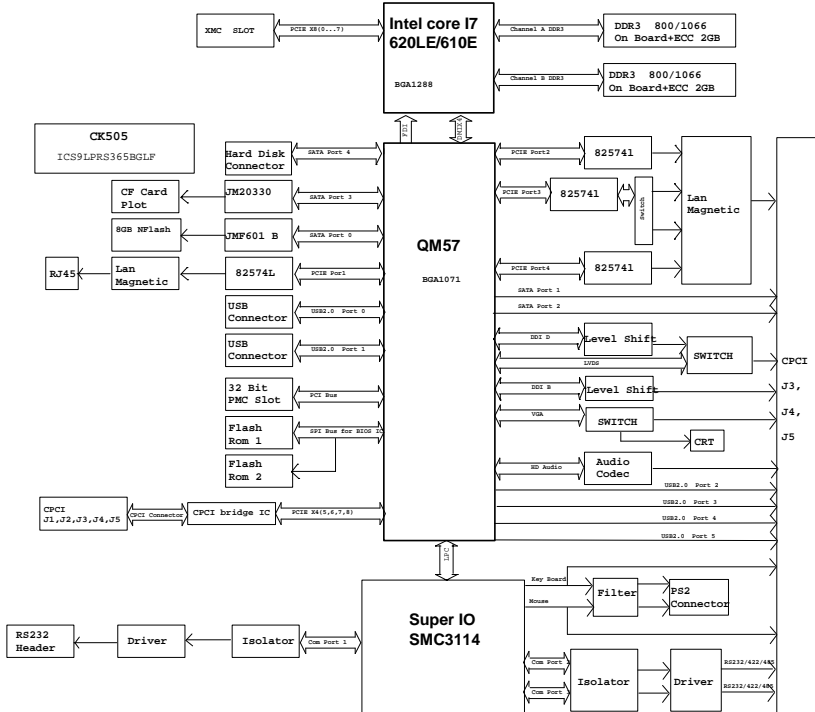 XMC SLOT
PCIE X8(0...7)
Intel core I7
620LE/610E
BGA1288
Channel A DDR3
DDR3 800/1066
On Board+ECC 2GB
Channel B DDR3
DDR3 800/1066
On Board+ECC 2GB
FDI
DMIX4
CK505
ICS9LPRS365BGLF
Hard Disk
Connector
SATA Port 4
CF Card
Plot
JM20330
SATA Port 3
8GB NFlash
JMF601 B
SATA Port 0
RJ45
Lan
Magnetic
82574L
PCIE Por1
USB
Connector
USB2.0 Port 0
USB
Connector
USB2.0 Port 1
32 Bit
PMC Slot
PCI Bus
Flash
Rom 1
SPI Bus for BIOS IC
Flash
Rom 2
CPCI
J1,J2,J3,J4,J5
CPCI Connector
CPCI bridge IC
PCIE X4(5,6,7,8)
QM57
BGA1071
PCIE Port2
82574l
PCIE Port3
82574l
Switch
Lan
Magnetic
PCIE Port4
82574l
SATA Port 1
SATA Port 2
DDI D
Level Shift
LVDS
SWITCH
DDI B
Level Shift
VGA
SWITCH
CRT
HD Audio
Audio
Codec
USB2.0 Port 2
USB2.0 Port 3
USB2.0 Port 4
USB2.0 Port 5
CPCI
J3,
J4,
J5
LPC
Super IO
SMC3114
Key Board
Mouse
Filter
PS2
Connector
RS232
Header
Driver
Isolator
Com Port 1
Com Port
Com Port
Isolator
Driver
RS232/422/485
RS232/422/485